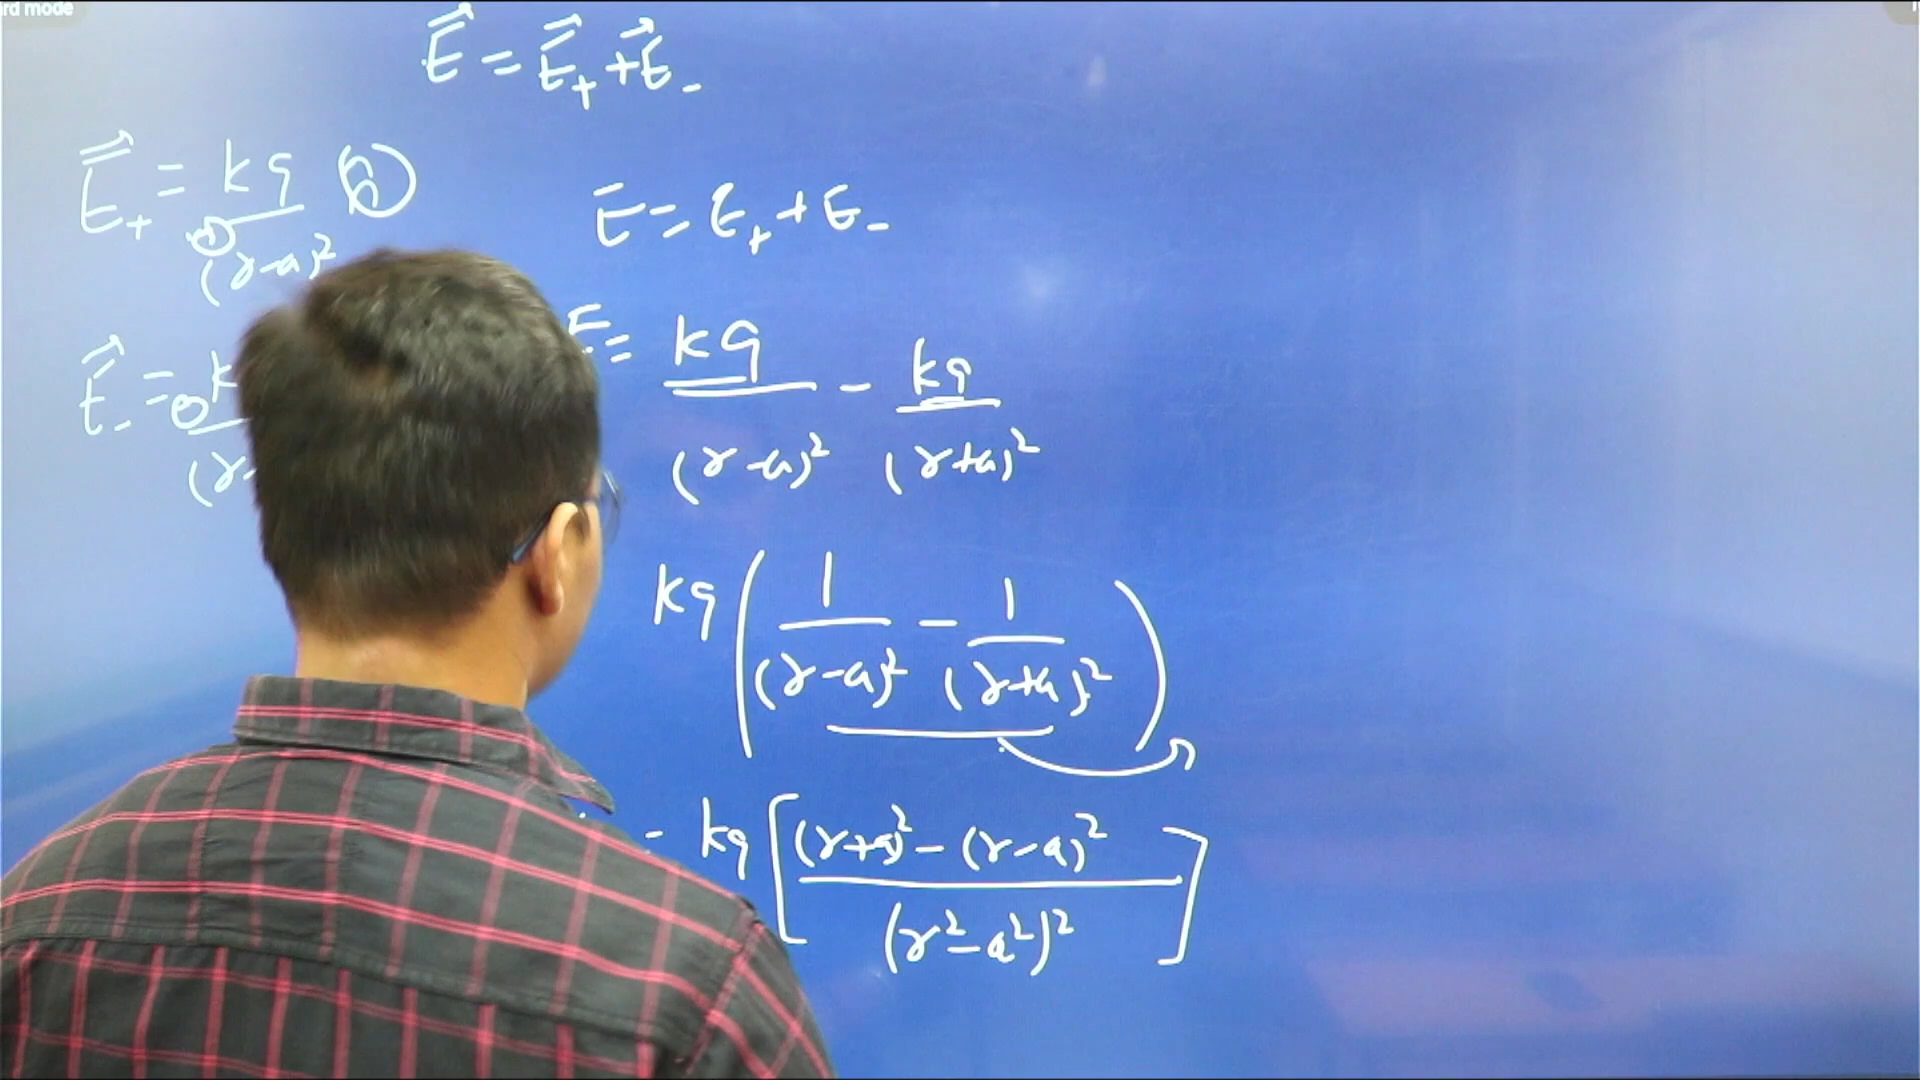 rd mode
E⃗ = E⃗₊ + E⃗₋
E⃗₊ = kq p̂
(r-a)²
E⃗₋ = - k
(r-
E = E₊ + E₋
E = kq/(r-a)² - kq/(r+a)²
kq (1/(r-a)² - 1/(r+a)²)
= kq [(r+a)² - (r-a)² / (r²-a²)²]